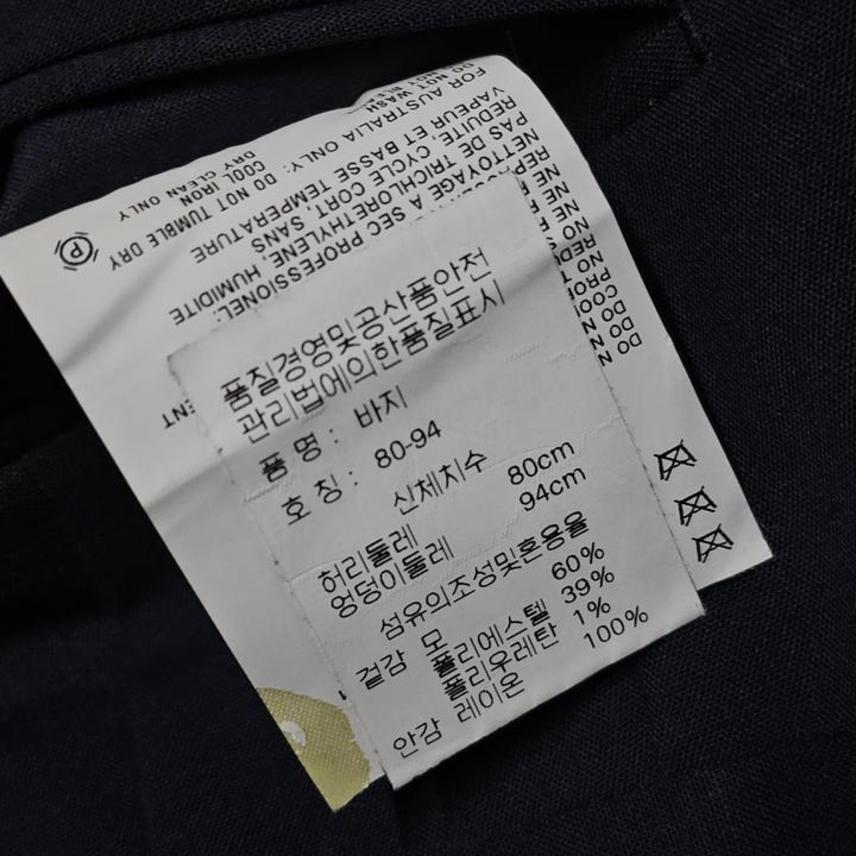 품질경영및공산품안전
관리법에의한품질표시
품 명 : 바지
호 칭 : 80-94
신체치수
허리둘레 80cm
엉덩이둘레 94cm
섬유의조성및혼용율
겉감 모 60%
폴리에스텔 39%
폴리우레탄 1%
안감 레이온 100%
NETTOYAGE A SEC PROFESSIONEL:
PAS DE TRICHLORETHYLENE, HUMIDITE
REDUITE; CYCLE CORT, SANS
VAPEUR ET BASSE TEMPERATURE
FOR AUSTRALIA ONLY:
DO NOT WASH
DO NOT TUMBLE DRY
COOL IRON
DRY CLEAN ONLY
P